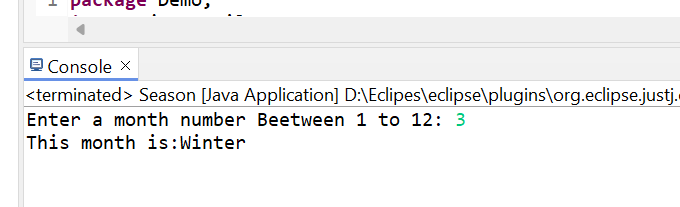 1 package Demo;
Console
<terminated> Season [Java Application] D:\Eclipes\eclipse\plugins\org.eclipse.justj.
Enter a month number Beetween 1 to 12: 3
This month is:Winter